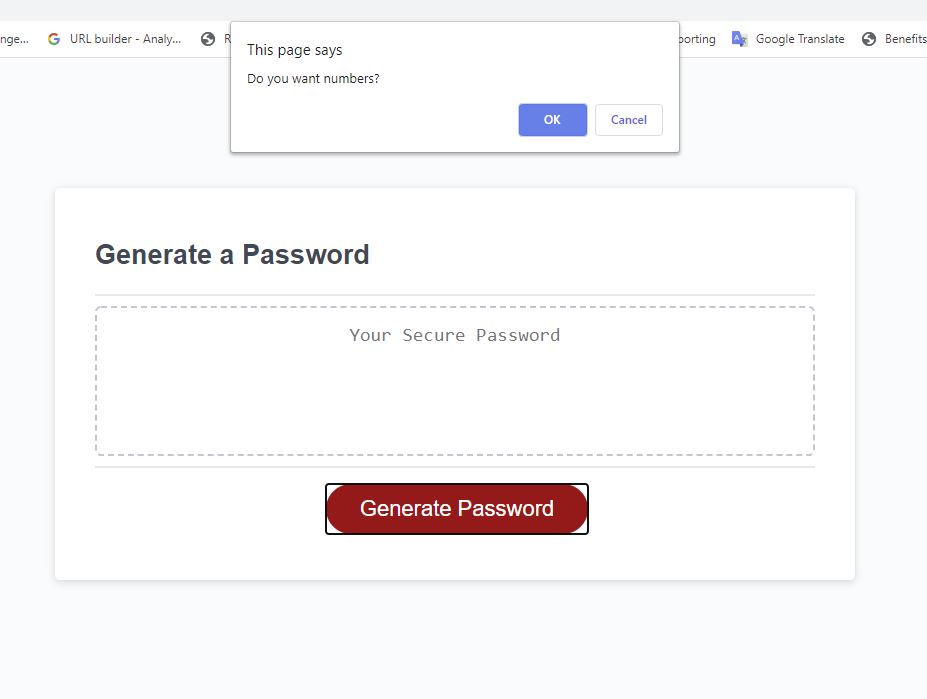 nge... URL builder - Analy... R porting Google Translate Benefits
This page says
Do you want numbers?
OK Cancel
Generate a Password
Your Secure Password
Generate Password